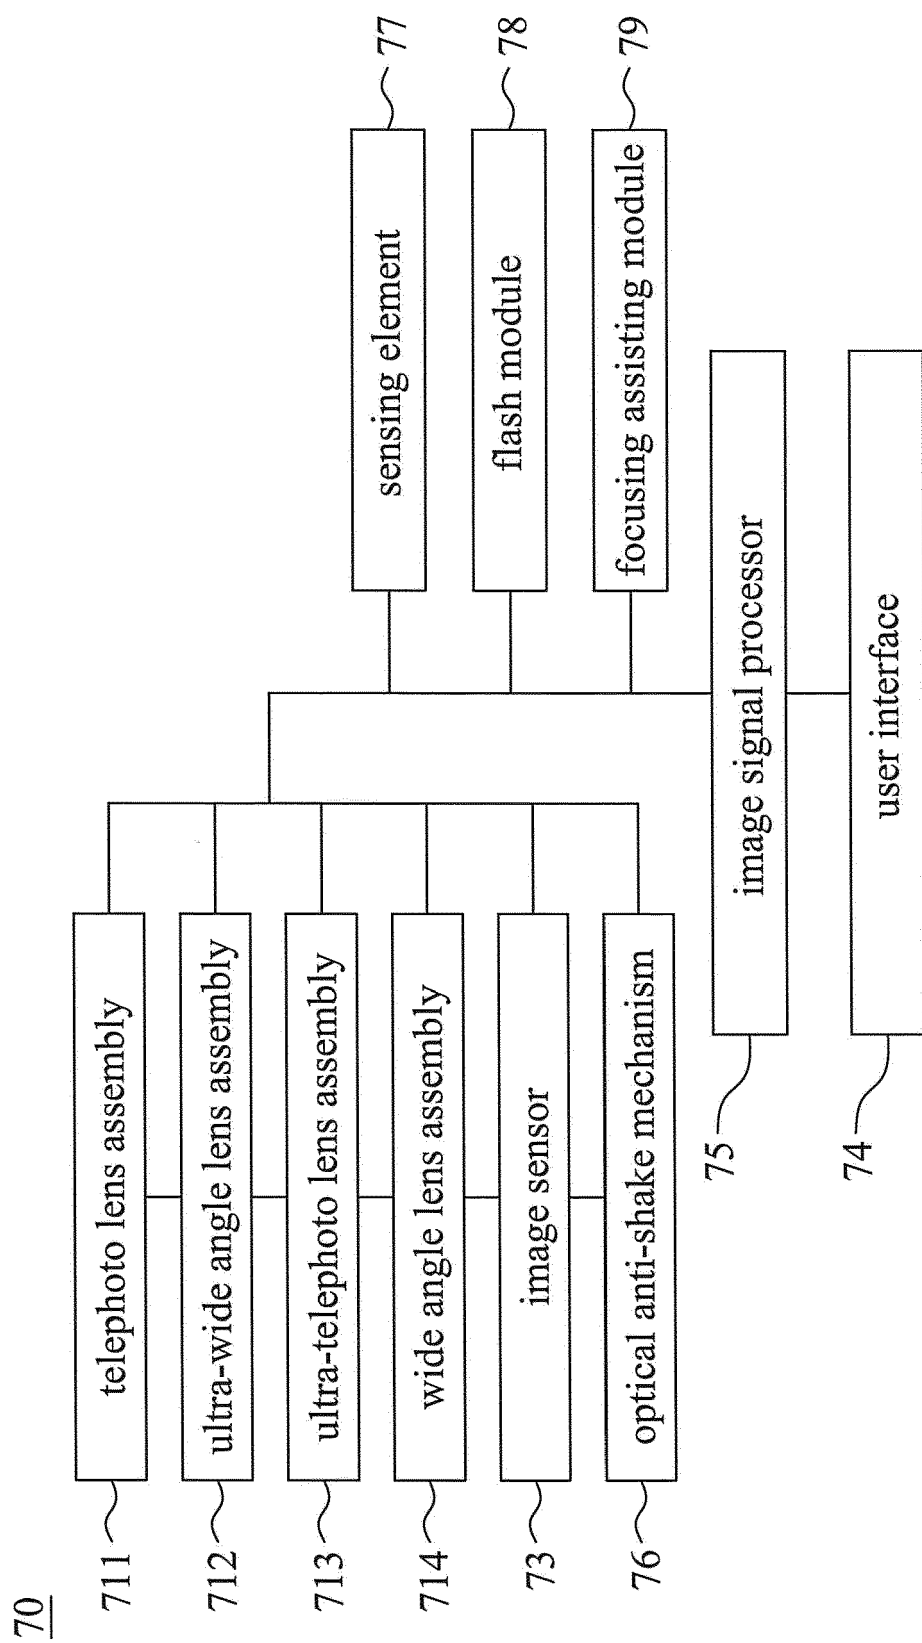 70
711
telephoto lens assembly
712
ultra-wide angle lens assembly
713
ultra-telephoto lens assembly
714
wide angle lens assembly
73
image sensor
76
optical anti-shake mechanism
sensing element
77
flash module
78
focusing assisting module
79
75
image signal processor
74
user interface